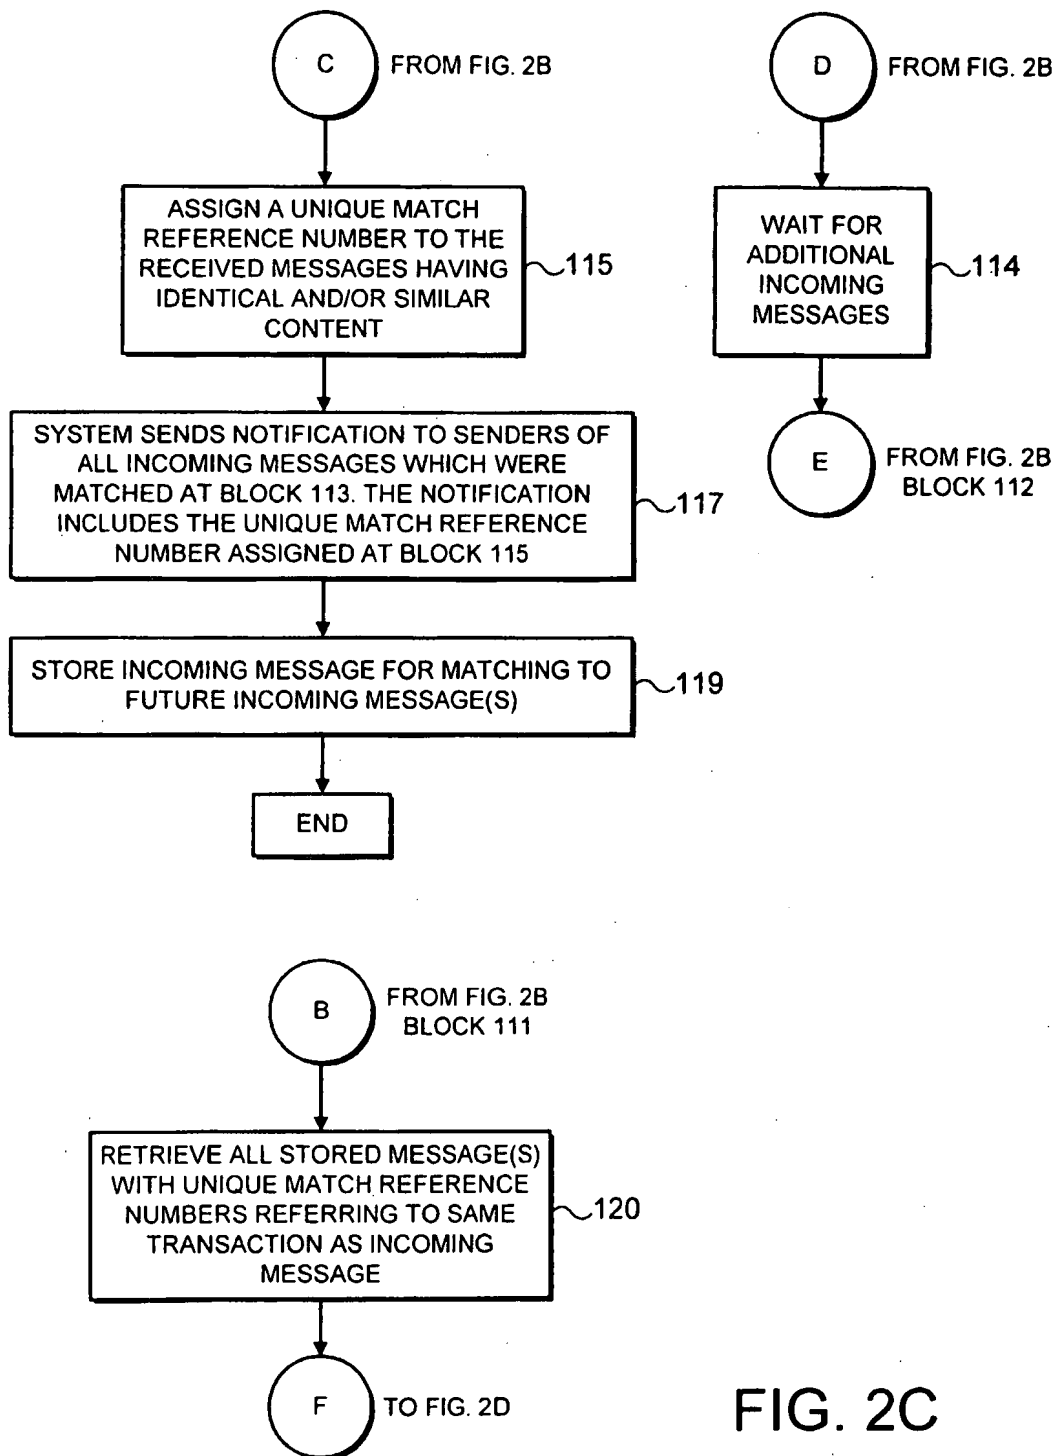 C
FROM FIG. 2B
ASSIGN A UNIQUE MATCH
REFERENCE NUMBER TO THE
RECEIVED MESSAGES HAVING
IDENTICAL AND/OR SIMILAR
CONTENT
115
SYSTEM SENDS NOTIFICATION TO SENDERS OF
ALL INCOMING MESSAGES WHICH WERE
MATCHED AT BLOCK 113. THE NOTIFICATION
INCLUDES THE UNIQUE MATCH REFERENCE
NUMBER ASSIGNED AT BLOCK 115
117
STORE INCOMING MESSAGE FOR MATCHING TO
FUTURE INCOMING MESSAGE(S)
119
END
D
FROM FIG. 2B
WAIT FOR
ADDITIONAL
INCOMING
MESSAGES
114
E
FROM FIG. 2B
BLOCK 112
B
FROM FIG. 2B
BLOCK 111
RETRIEVE ALL STORED MESSAGE(S)
WITH UNIQUE MATCH REFERENCE
NUMBERS REFERRING TO SAME
TRANSACTION AS INCOMING
MESSAGE
120
F
TO FIG. 2D
FIG. 2C